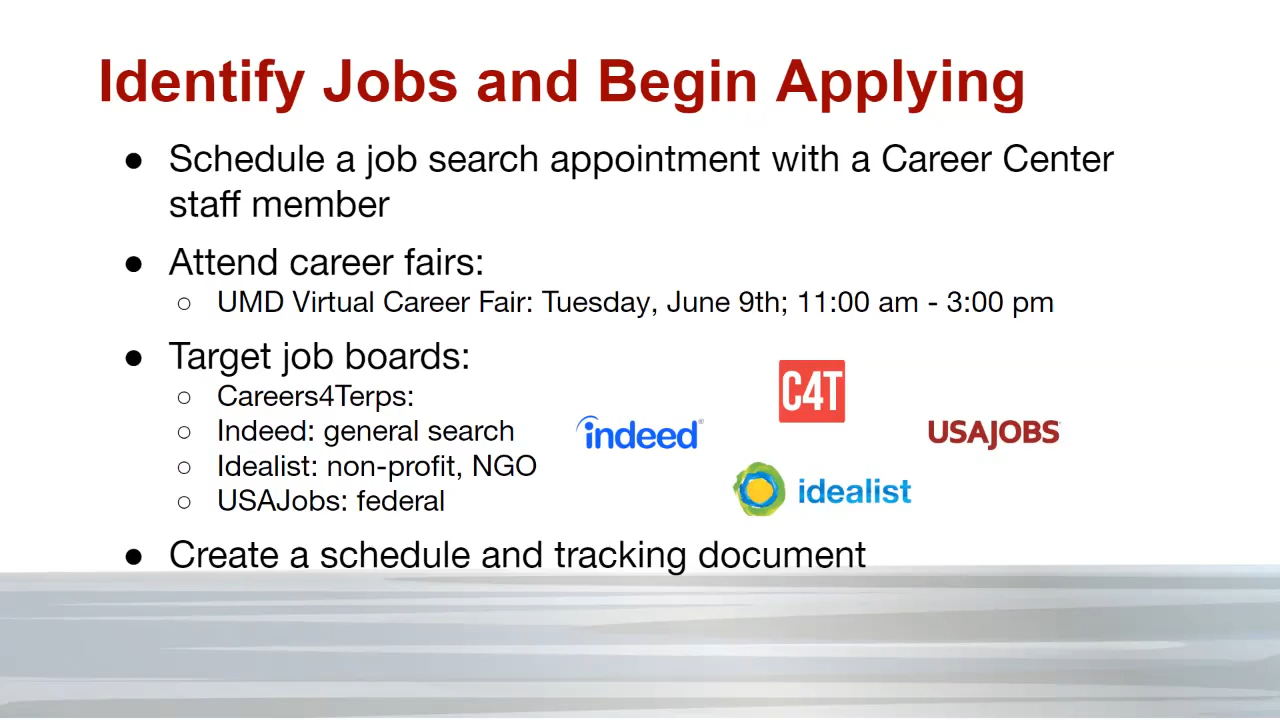 Identify Jobs and Begin Applying
● Schedule a job search appointment with a Career Center
staff member
● Attend career fairs:
○ UMD Virtual Career Fair: Tuesday, June 9th; 11:00 am - 3:00 pm
● Target job boards:
○ Careers4Terps:
○ Indeed: general search
○ Idealist: non-profit, NGO
○ USAJobs: federal
C4T
indeed®
USAJOBS
idealist
● Create a schedule and tracking document